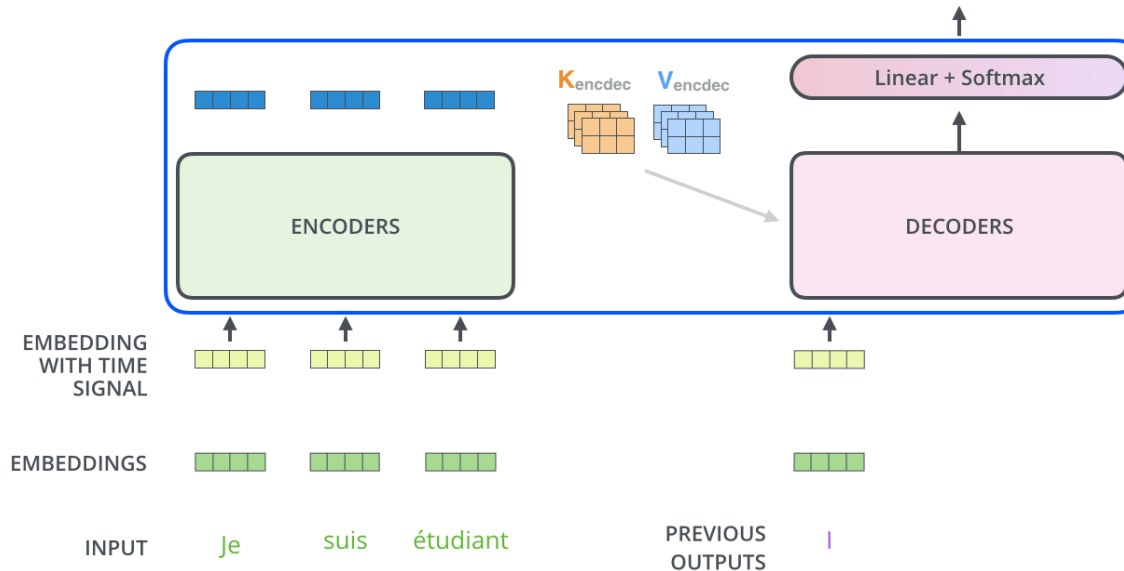 Kencdec
Vencdec
Linear + Softmax
ENCODERS
DECODERS
EMBEDDING
WITH TIME
SIGNAL
EMBEDDINGS
INPUT
Je
suis
étudiant
PREVIOUS
OUTPUTS
I